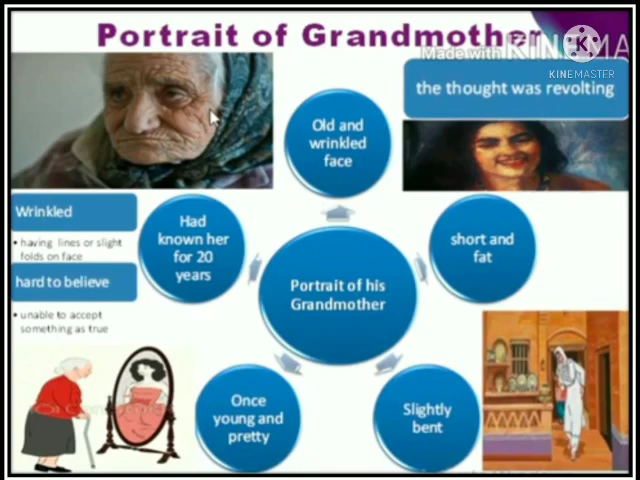 Portrait of Grandmother
Made with KINEMA
KINEMASTER
the thought was revolting
Old and
wrinkled
face
Wrinkled
• having lines or slight
folds on face
hard to believe
• unable to accept
something as true
Had
known her
for 20
years
short and
fat
Portrait of his
Grandmother
Once
young and
pretty
Slightly
bent